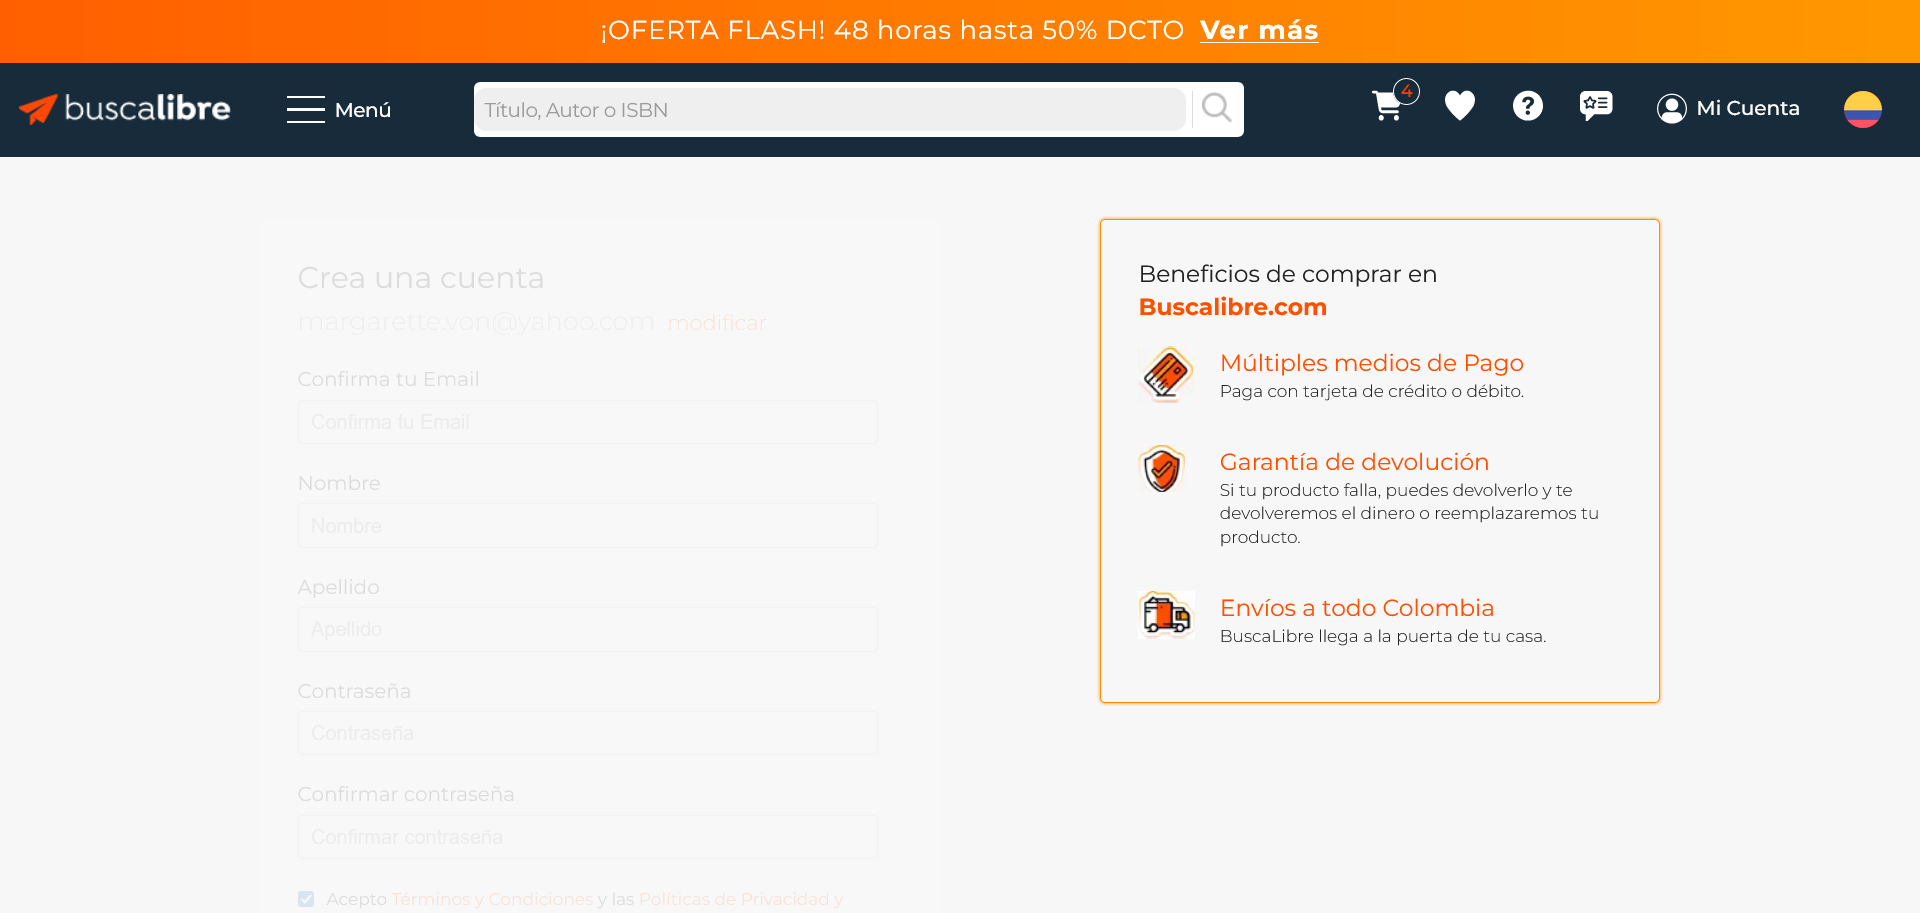 ¡OFERTA FLASH! 48 horas hasta 50% DCTO Ver más
buscalibre
Menú
Título, Autor o ISBN
4
Mi Cuenta
Crea una cuenta
margarette.von@yahoo.com modificar
Confirma tu Email
Confirma tu Email
Nombre
Nombre
Apellido
Apellido
Contraseña
Contraseña
Confirmar contraseña
Confirmar contraseña
Acepto Términos y Condiciones y las Políticas de Privacidad y
Beneficios de comprar en
Buscalibre.com
Múltiples medios de Pago
Paga con tarjeta de crédito o débito.
Garantía de devolución
Si tu producto falla, puedes devolverlo y te
devolveremos el dinero o reemplazaremos tu
producto.
Envíos a todo Colombia
BuscaLibre llega a la puerta de tu casa.